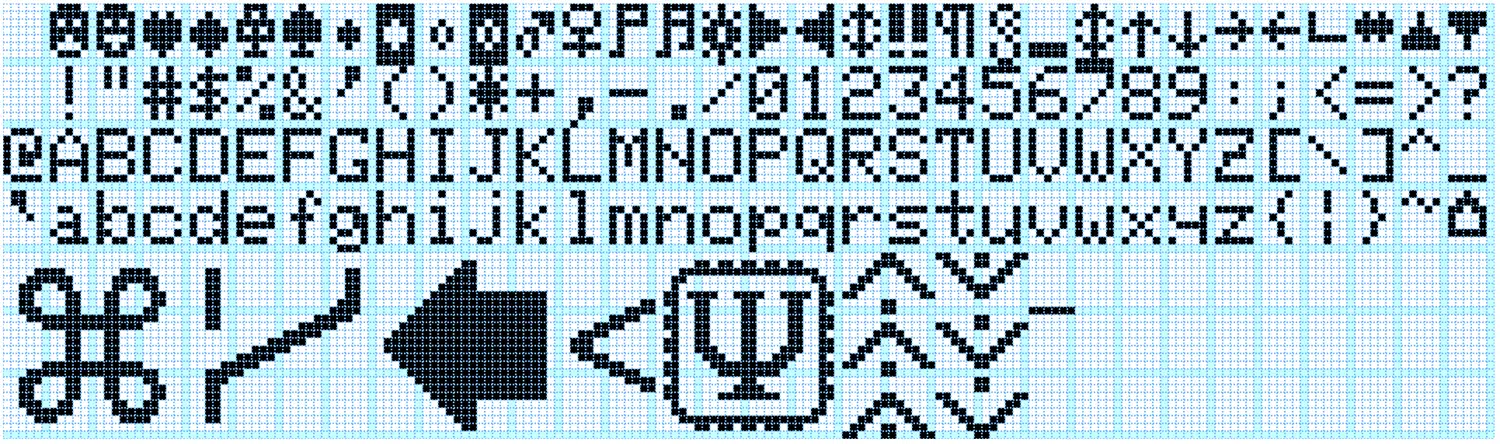 ☺☻♥♦♣♠•◘○◙♂♀♪♫☼►◄↕‼¶§▬↨↑↓→←∟↔▲▼
!"#$%&'()*+,-./0123456789:;<=>?
@ABCDEFGHIJKLMNOPQRSTUVWXYZ[\]^_
`abcdefghijklmnopqrstuvwxyz{|}~⌂